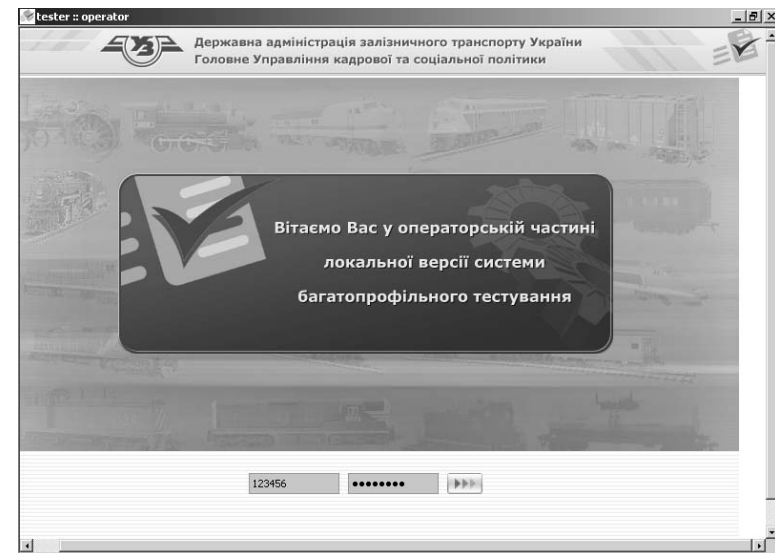 tester :: operator
УЗ
Державна адміністрація залізничного транспорту України
Головне Управління кадрової та соціальної політики
Вітаємо Вас у операторській частині
локальної версії системи
багатопрофільного тестування
123456 ••••••••